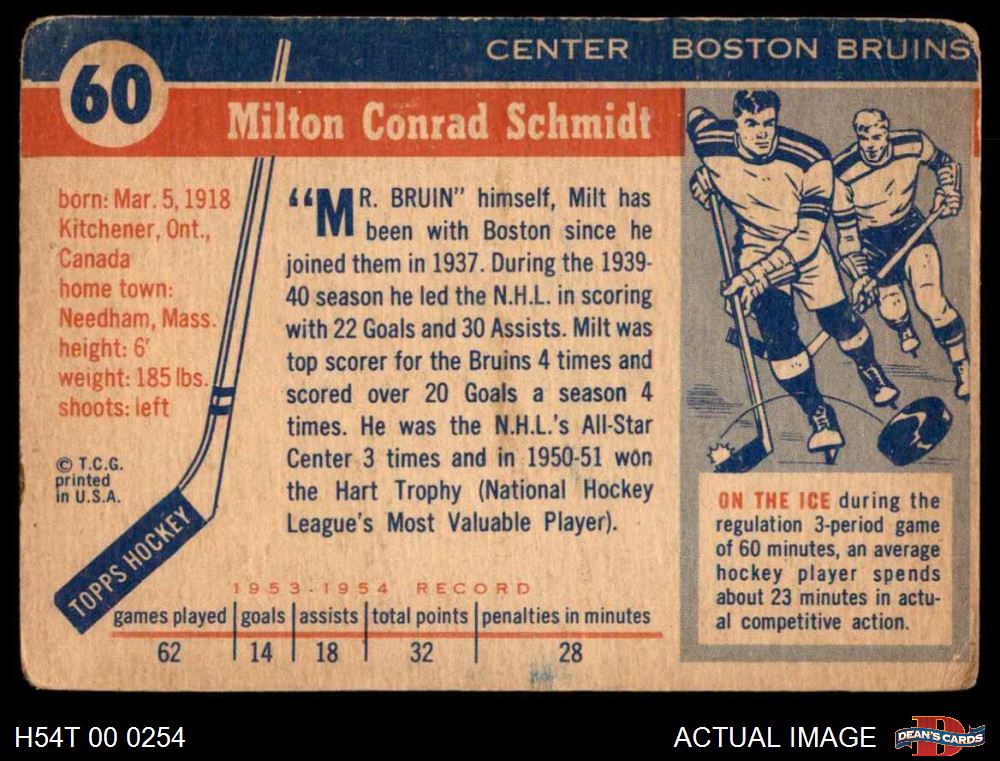 60
CENTER BOSTON BRUINS
Milton Conrad Schmidt
born: Mar. 5, 1918
Kitchener, Ont.,
Canada
home town:
Needham, Mass.
height: 6'
weight: 185 lbs.
shoots: left
© T.C.G.
printed
in U.S.A.
TOPPS HOCKEY
“MR. BRUIN” himself, Milt has
been with Boston since he
joined them in 1937. During the 1939-
40 season he led the N.H.L. in scoring
with 22 Goals and 30 Assists. Milt was
top scorer for the Bruins 4 times and
scored over 20 Goals a season 4
times. He was the N.H.L.'s All-Star
Center 3 times and in 1950-51 won
the Hart Trophy (National Hockey
League's Most Valuable Player).
ON THE ICE during the
regulation 3-period game
of 60 minutes, an average
hockey player spends
about 23 minutes in actu-
al competitive action.
1953-1954 RECORD
games played goals assists total points penalties in minutes
62 14 18 32 28
H54T 00 0254
ACTUAL IMAGE
D
DEAN'S CARDS